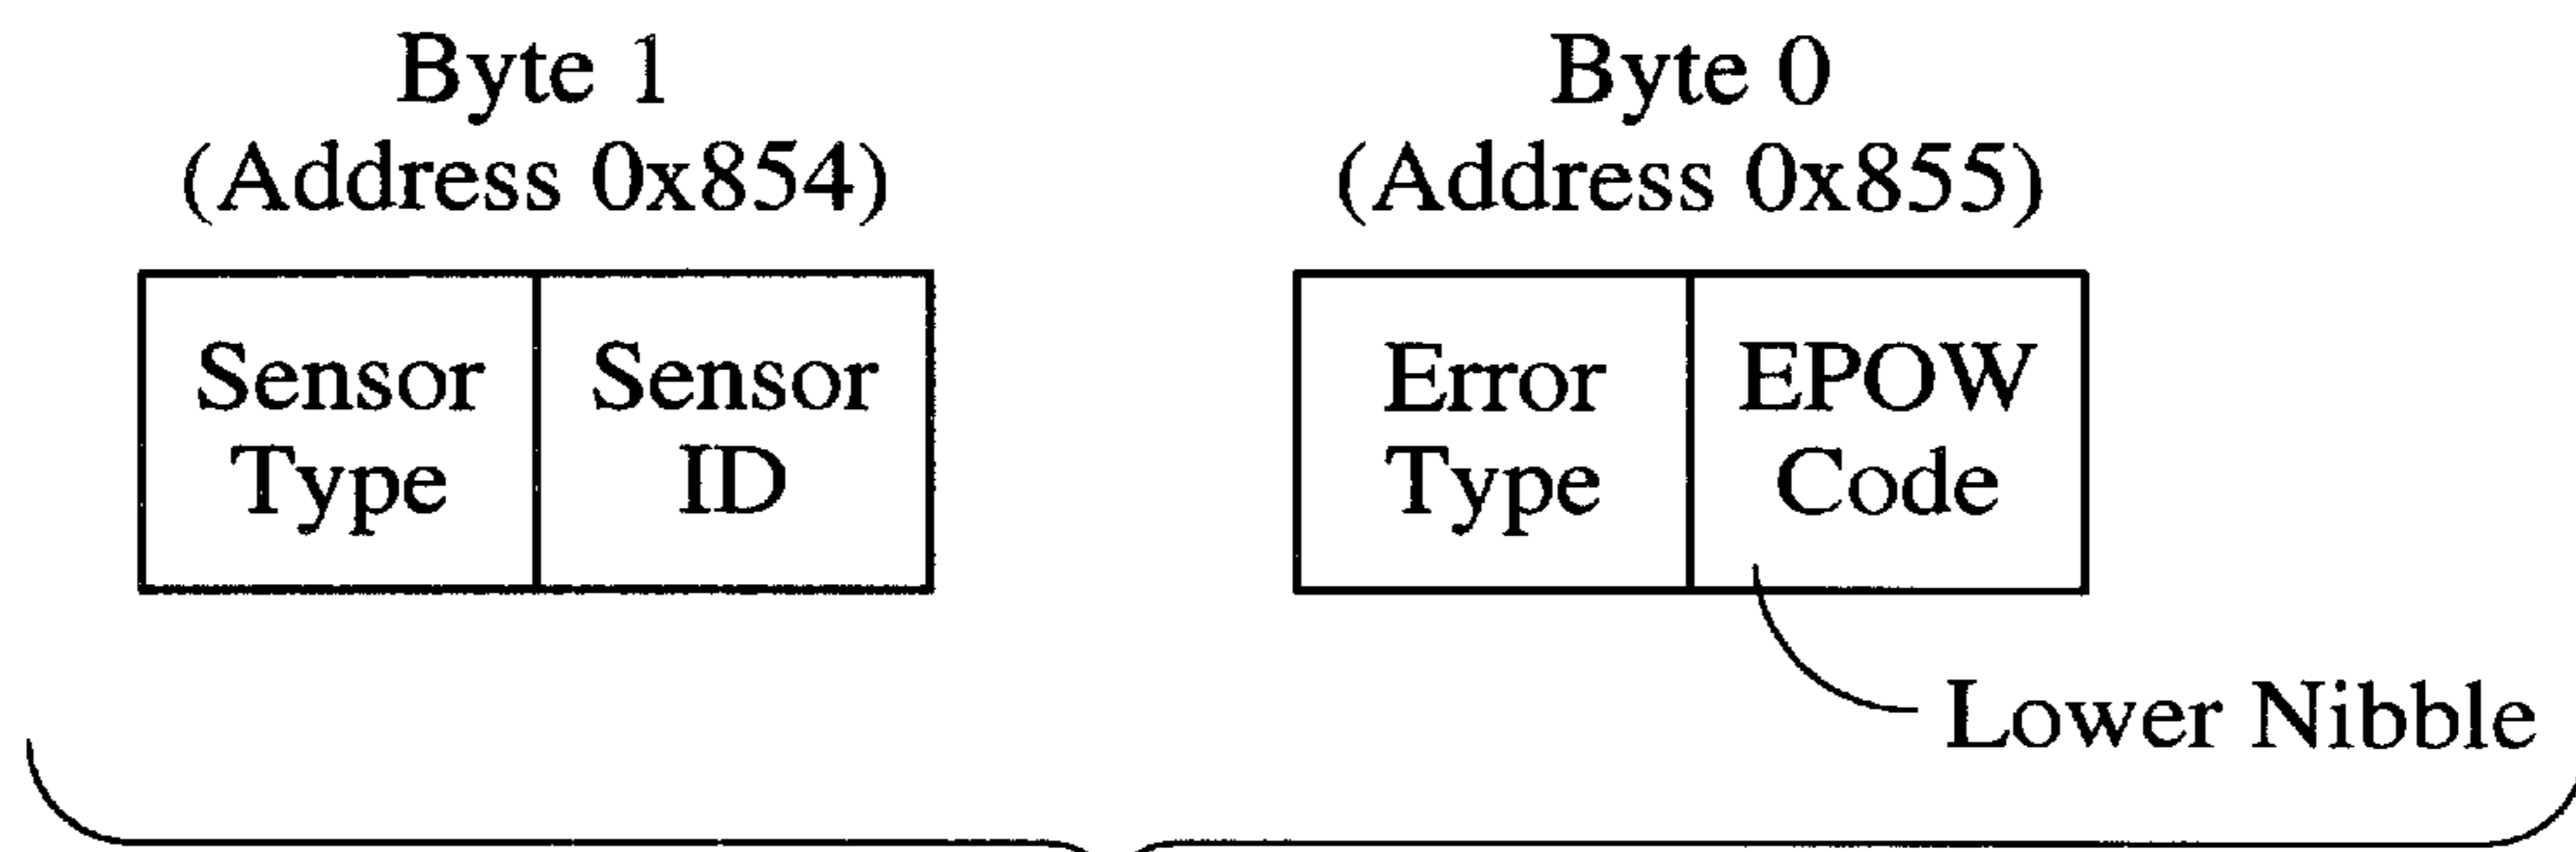 Byte 1
(Address 0x854)
Byte 0
(Address 0x855)
Sensor
Type
Sensor
ID
Error
Type
EPOW
Code
Lower Nibble